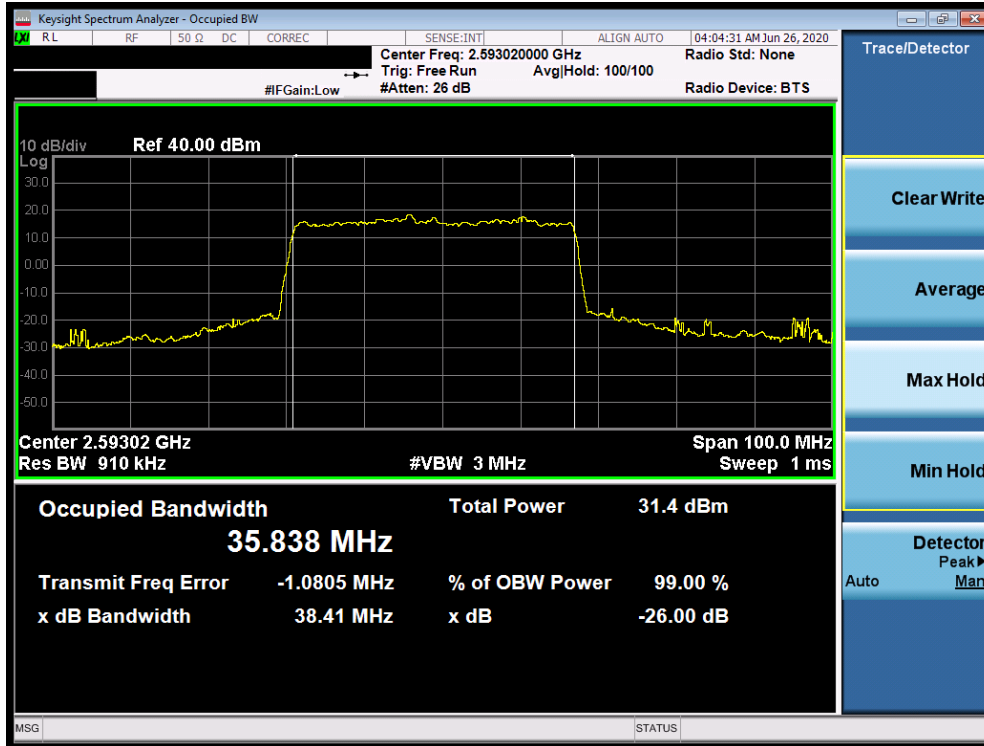 Keysight Spectrum Analyzer - Occupied BW
LXI RL RF 50 Ω DC CORREC SENSE:INT ALIGN AUTO 04:04:31 AM Jun 26, 2020
Center Freq: 2.593020000 GHz Radio Std: None
Trig: Free Run Avg|Hold: 100/100
#IFGain:Low #Atten: 26 dB Radio Device: BTS
10 dB/div Ref 40.00 dBm
Log
30.0
20.0
10.0
0.00
-10.0
-20.0
-30.0
-40.0
-50.0
Center 2.59302 GHz Span 100.0 MHz
Res BW 910 kHz #VBW 3 MHz Sweep 1 ms
Occupied Bandwidth Total Power 31.4 dBm
35.838 MHz
Transmit Freq Error -1.0805 MHz % of OBW Power 99.00 %
x dB Bandwidth 38.41 MHz x dB -26.00 dB
MSG STATUS
Trace/Detector
Clear Write
Average
Max Hold
Min Hold
Detector
Peak▶
Auto Man